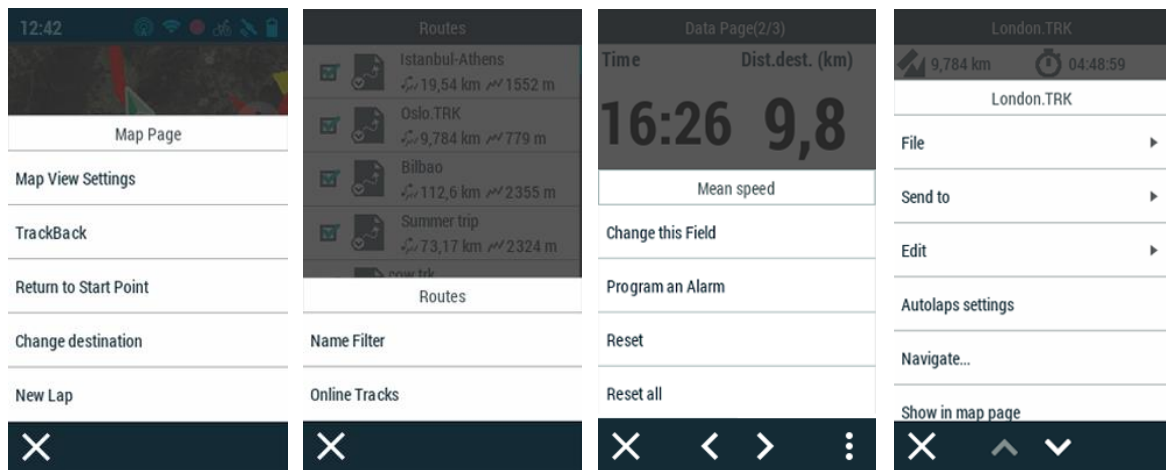 12:42
Map Page
Map View Settings
TrackBack
Return to Start Point
Change destination
New Lap
Routes
Istanbul-Athens
19,54 km 1552 m
Oslo.TRK
9,784 km 779 m
Bilbao
112,6 km 2355 m
Summer trip
73,17 km 2324 m
cow.trk
Routes
Name Filter
Online Tracks
Data Page(2/3)
Time Dist.dest. (km)
16:26 9,8
Mean speed
Change this Field
Program an Alarm
Reset
Reset all
London.TRK
9,784 km 04:48:59
London.TRK
File
Send to
Edit
Autolaps settings
Navigate...
Show in map page